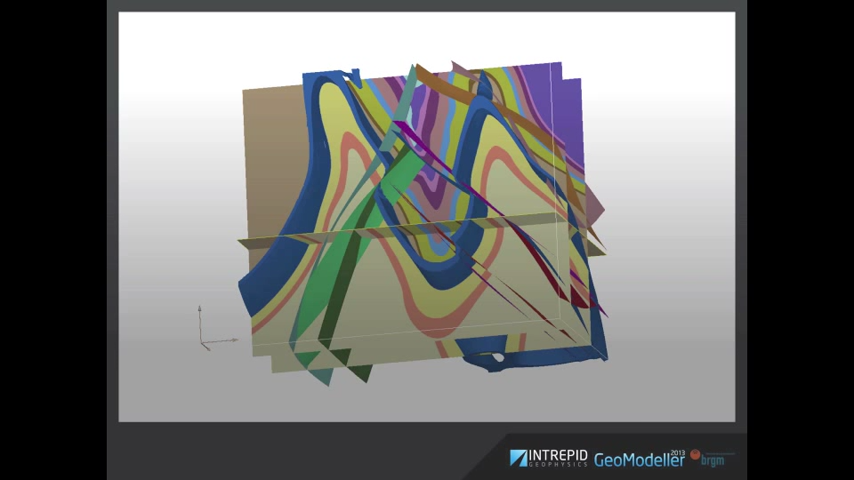 INTREPID
GEOPHYSICS
GeoModeller
2013
brgm